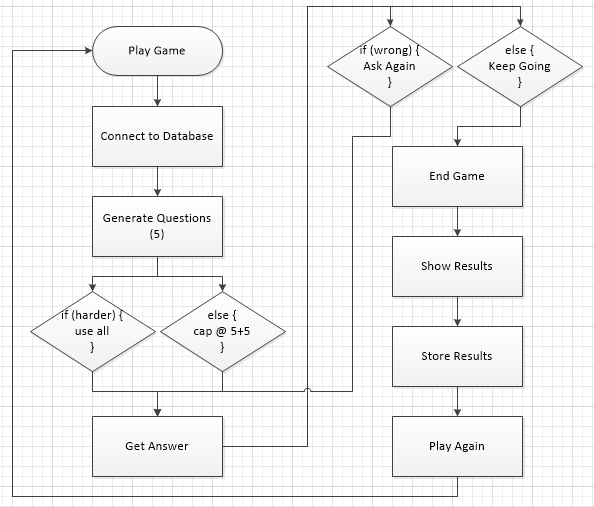 Play Game
Connect to Database
Generate Questions
(5)
if (harder) {
use all
}
else {
cap @ 5+5
}
Get Answer
if (wrong) {
Ask Again
}
else {
Keep Going
}
End Game
Show Results
Store Results
Play Again